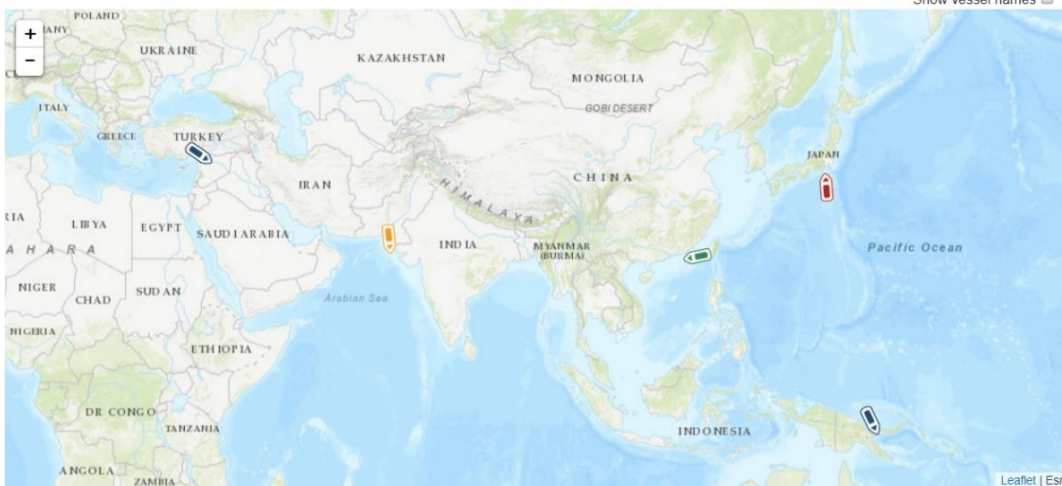 Show Vessel names
+
−
POLAND
UKRAINE
KAZAKHSTAN
MONGOLIA
GOBI DESERT
ITALY
GREECE
TURKEY
JAPAN
CHINA
IRAN
HIMALAYA
LIBYA
EGYPT
SAUDI ARABIA
INDIA
MYANMAR
(BURMA)
Pacific Ocean
AHARA
NIGER
CHAD
SUDAN
Arabian Sea
NIGERIA
ETHIOPIA
DR CONGO
TANZANIA
INDONESIA
ANGOLA
ZAMBIA
Leaflet |